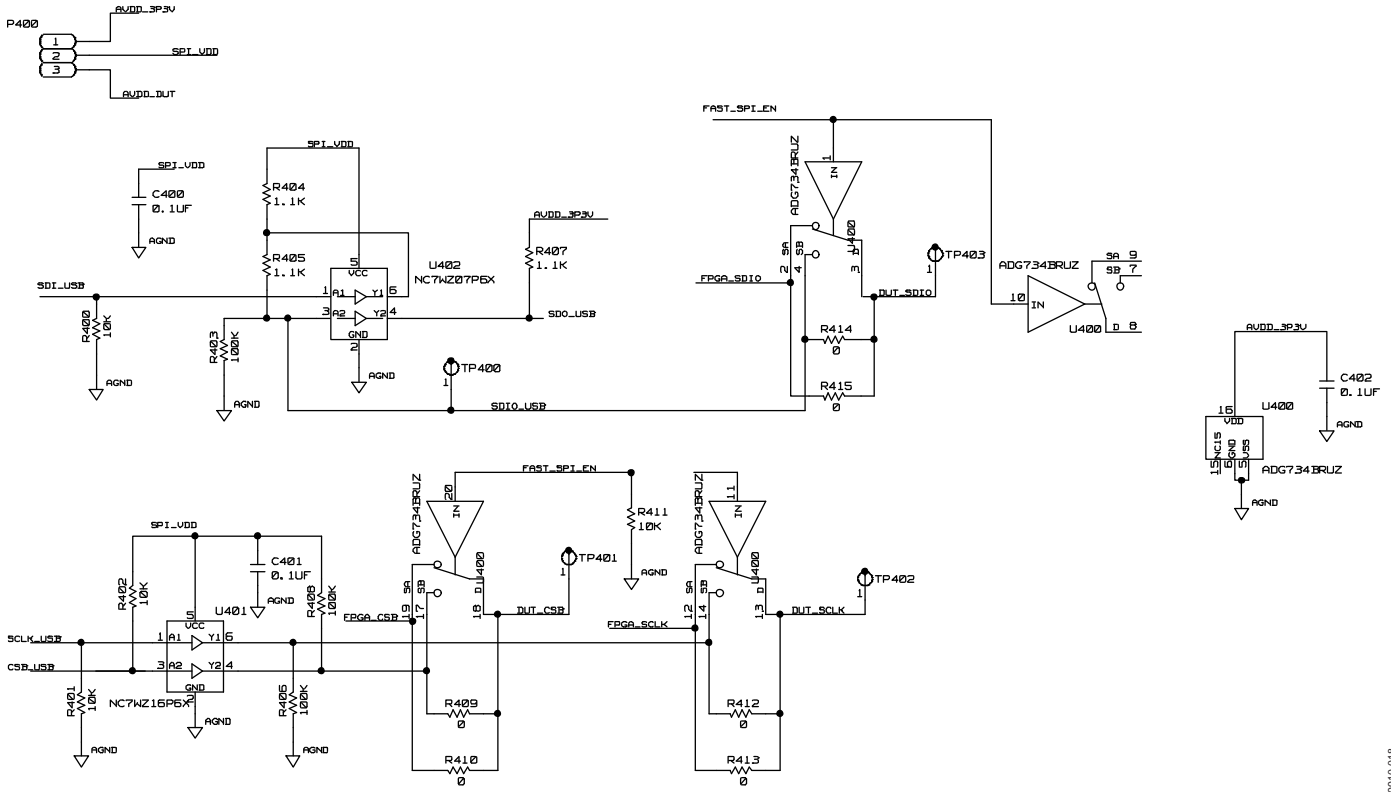 P400
AVDD_3P3V
1
2
3
SPI_VDD
AVDD_DUT
SPI_VDD
C400
0.1UF
AGND
SPI_VDD
R404
1.1K
R405
1.1K
5
VCC
U402
NC7WZ07P6X
SDI_USB
1 A1 Y1 6
3 A2 Y2 4
GND
2
AGND
R400
10K
AGND
R403
100K
AGND
AVDD_3P3V
R407
1.1K
SDO_USB
TP400
1
SDIO_USB
FAST_SPI_EN
ADG734BRUZ
1
IN
U400
SA
2
SB
4
D
3
FPGA_SDIO
TP403
1
DUT_SDIO
R414
0
R415
0
ADG734BRUZ
10 IN
U400
SA 9
SB 7
D 8
AVDD_3P3V
C402
0.1UF
AGND
16
VDD
U400
NC15
15
GND
6
VSS
5
ADG734BRUZ
AGND
SPI_VDD
R402
10K
C401
0.1UF
AGND
R408
100K
U401
5
VCC
SCLK_USB
1 A1 Y1 6
CSB_USB
3 A2 Y2 4
GND
2
NC7WZ16P6X
AGND
R401
10K
AGND
R406
100K
AGND
FAST_SPI_EN
ADG734BRUZ
20
IN
U400
SA
19
SB
17
D
18
FPGA_CSB
TP401
1
DUT_CSB
R411
10K
AGND
R409
0
R410
0
ADG734BRUZ
11
IN
U400
SA
12
SB
14
D
13
FPGA_SCLK
TP402
1
DUT_SCLK
R412
0
R413
0